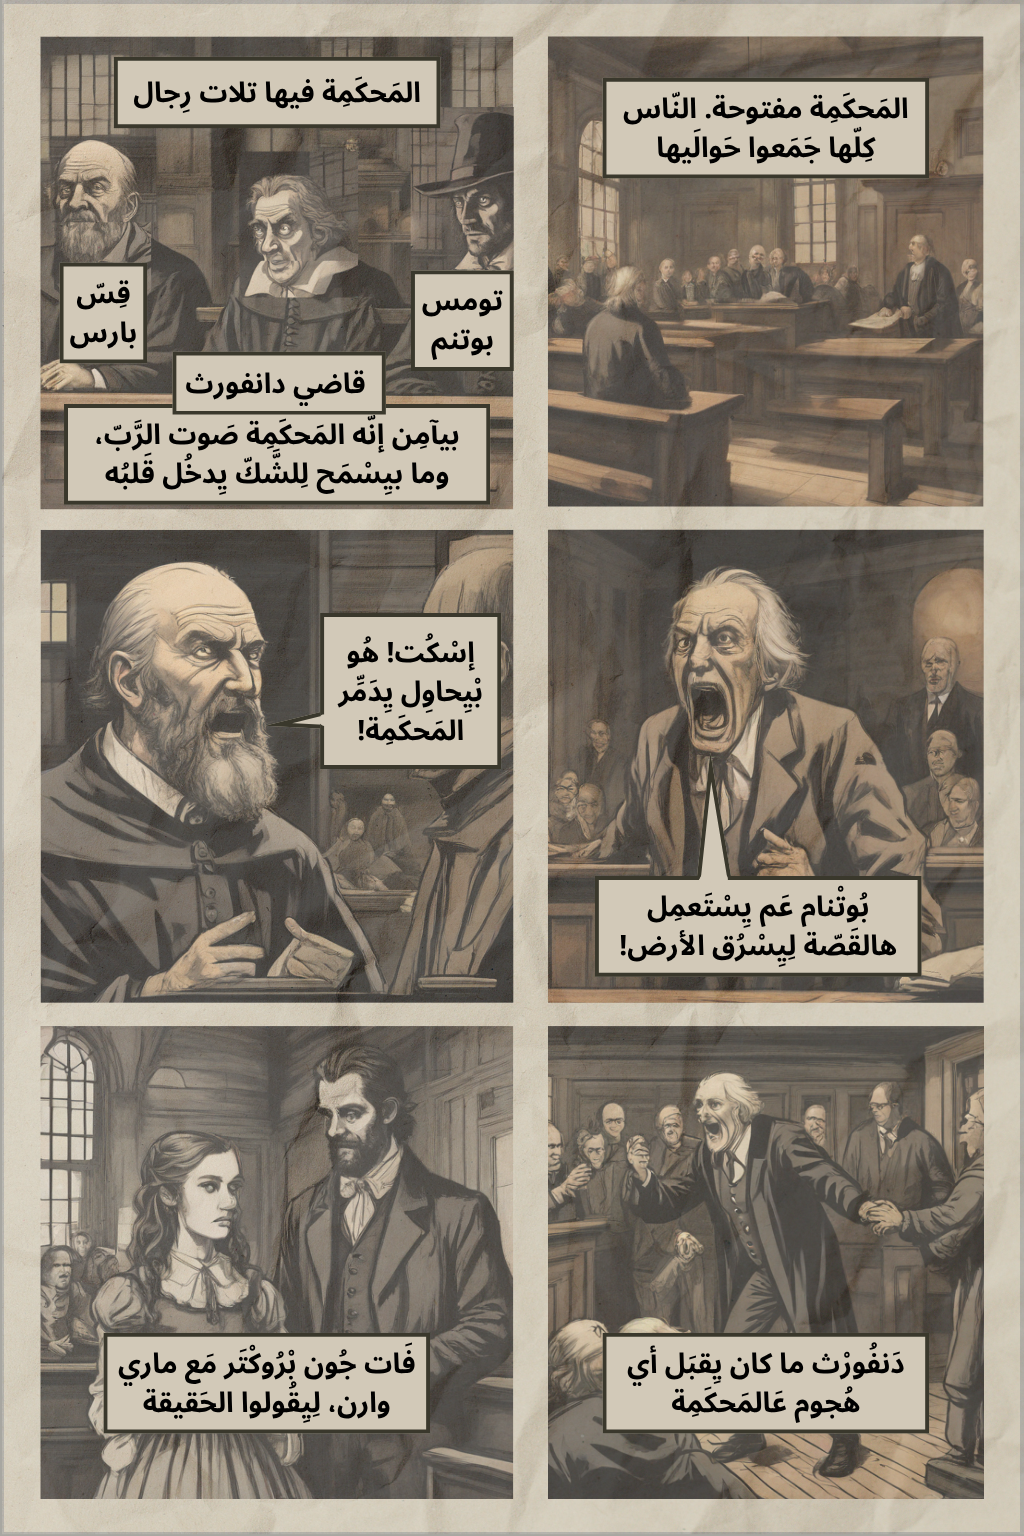 المَحكَمِة مفتوحة. النّاس
كِلّها جَمَعوا حَوالَيها
المَحكَمِة فيها تلات رِجال
تومس
بوتنم
قاضي دانفورث
قِسّ
بارس
بيآمِن إنّه المَحكَمِة صَوت الرَّبّ،
وما بيِسْمَح لِلشَّكّ يِدخُل قَلبُه
بُوتْنام عَم يِسْتَعمِل
هالقَصّة لِيِسْرُق الأرض!
إسْكُت! هُو
بْيِحاوِل يِدَمِّر
المَحكَمِة!
دَنفُورْث ما كان يِقبَل أي
هُجوم عَالمَحكَمِة
فَات جُون بْرُوكْتَر مَع ماري
وارن، لِيِقُولوا الحَقيقة